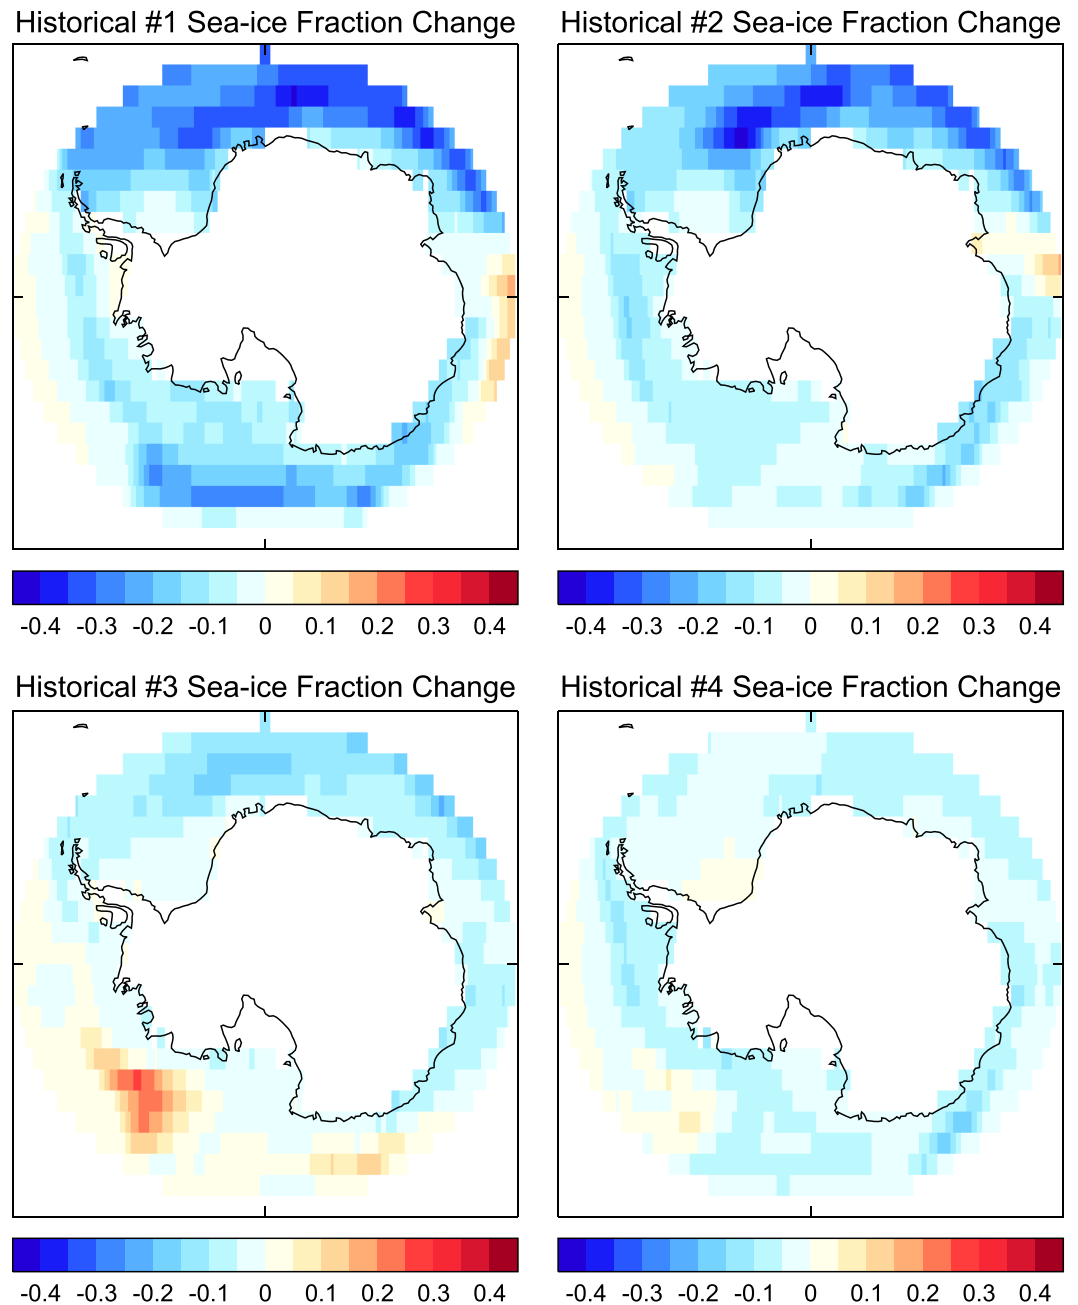 Historical #1 Sea-ice Fraction Change
Historical #2 Sea-ice Fraction Change
-0.4 -0.3 -0.2 -0.1 0 0.1 0.2 0.3 0.4
-0.4 -0.3 -0.2 -0.1 0 0.1 0.2 0.3 0.4
Historical #3 Sea-ice Fraction Change
Historical #4 Sea-ice Fraction Change
-0.4 -0.3 -0.2 -0.1 0 0.1 0.2 0.3 0.4
-0.4 -0.3 -0.2 -0.1 0 0.1 0.2 0.3 0.4